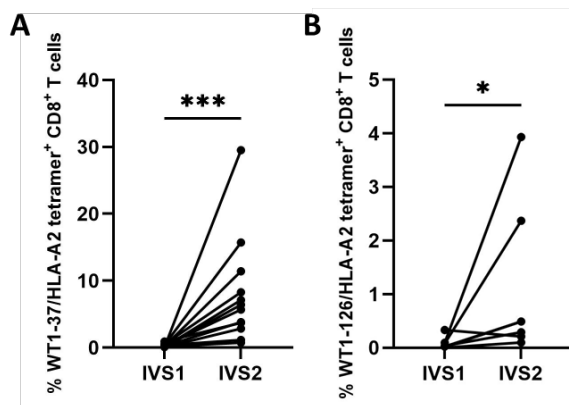 A
% WT1-37/HLA-A2 tetramer⁺ CD8⁺ T cells
40
30
20
10
0
***
IVS1
IVS2
B
% WT1-126/HLA-A2 tetramer⁺ CD8⁺ T cells
5
4
3
2
1
0
*
IVS1
IVS2